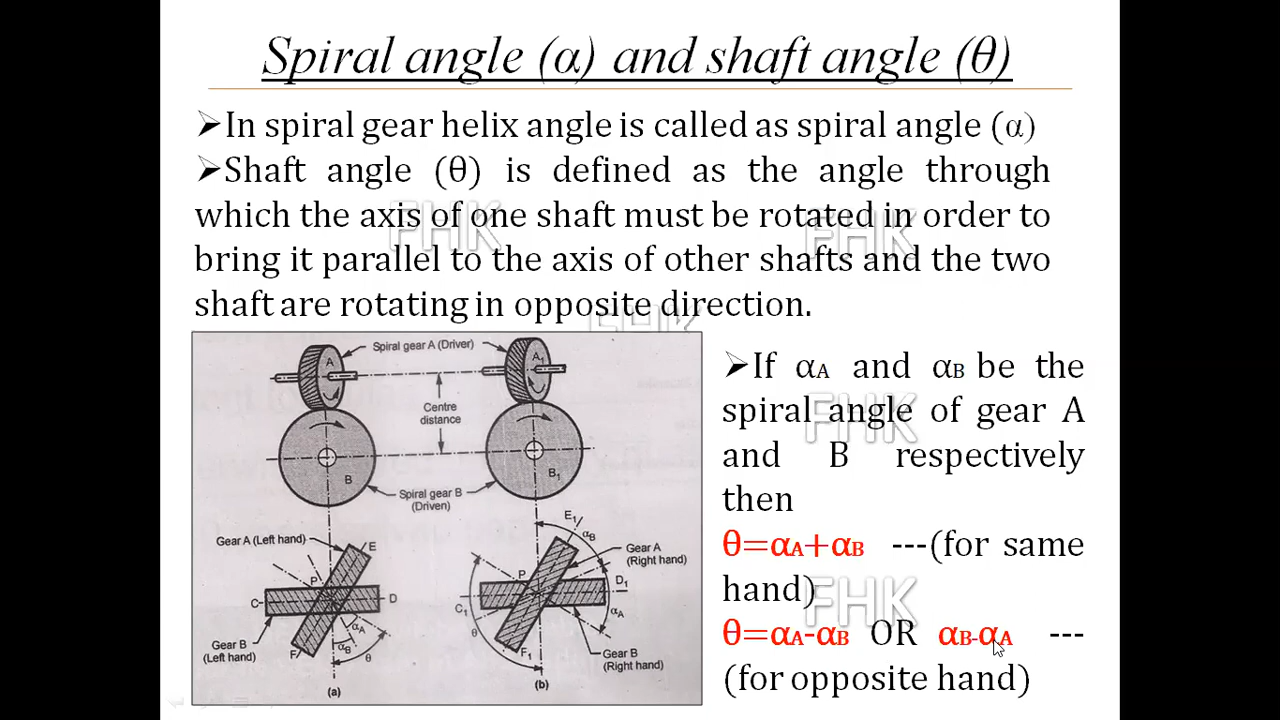 Spiral angle (α) and shaft angle (θ)
➢In spiral gear helix angle is called as spiral angle (α)
➢Shaft angle (θ) is defined as the angle through
which the axis of one shaft must be rotated in order to
bring it parallel to the axis of other shafts and the two
shaft are rotating in opposite direction.
FHK FHK
FHK
➢If αA and αB be the
spiral angle of gear A
and B respectively
then
θ=αA+αB ---(for same
hand)
θ=αA-αB OR αB-αA ---
(for opposite hand)
FHK
FHK
Spiral gear A (Driver)
A A1
Centre
distance
B B1
Spiral gear B
(Driven)
Gear A (Left hand)
E
P
C D
Gear B
(Left hand)
F
αA
αB
θ
(a)
E1
αB
Gear A
(Right hand)
P
D1
C1
αA
θ
F1
Gear B
(Right hand)
(b)